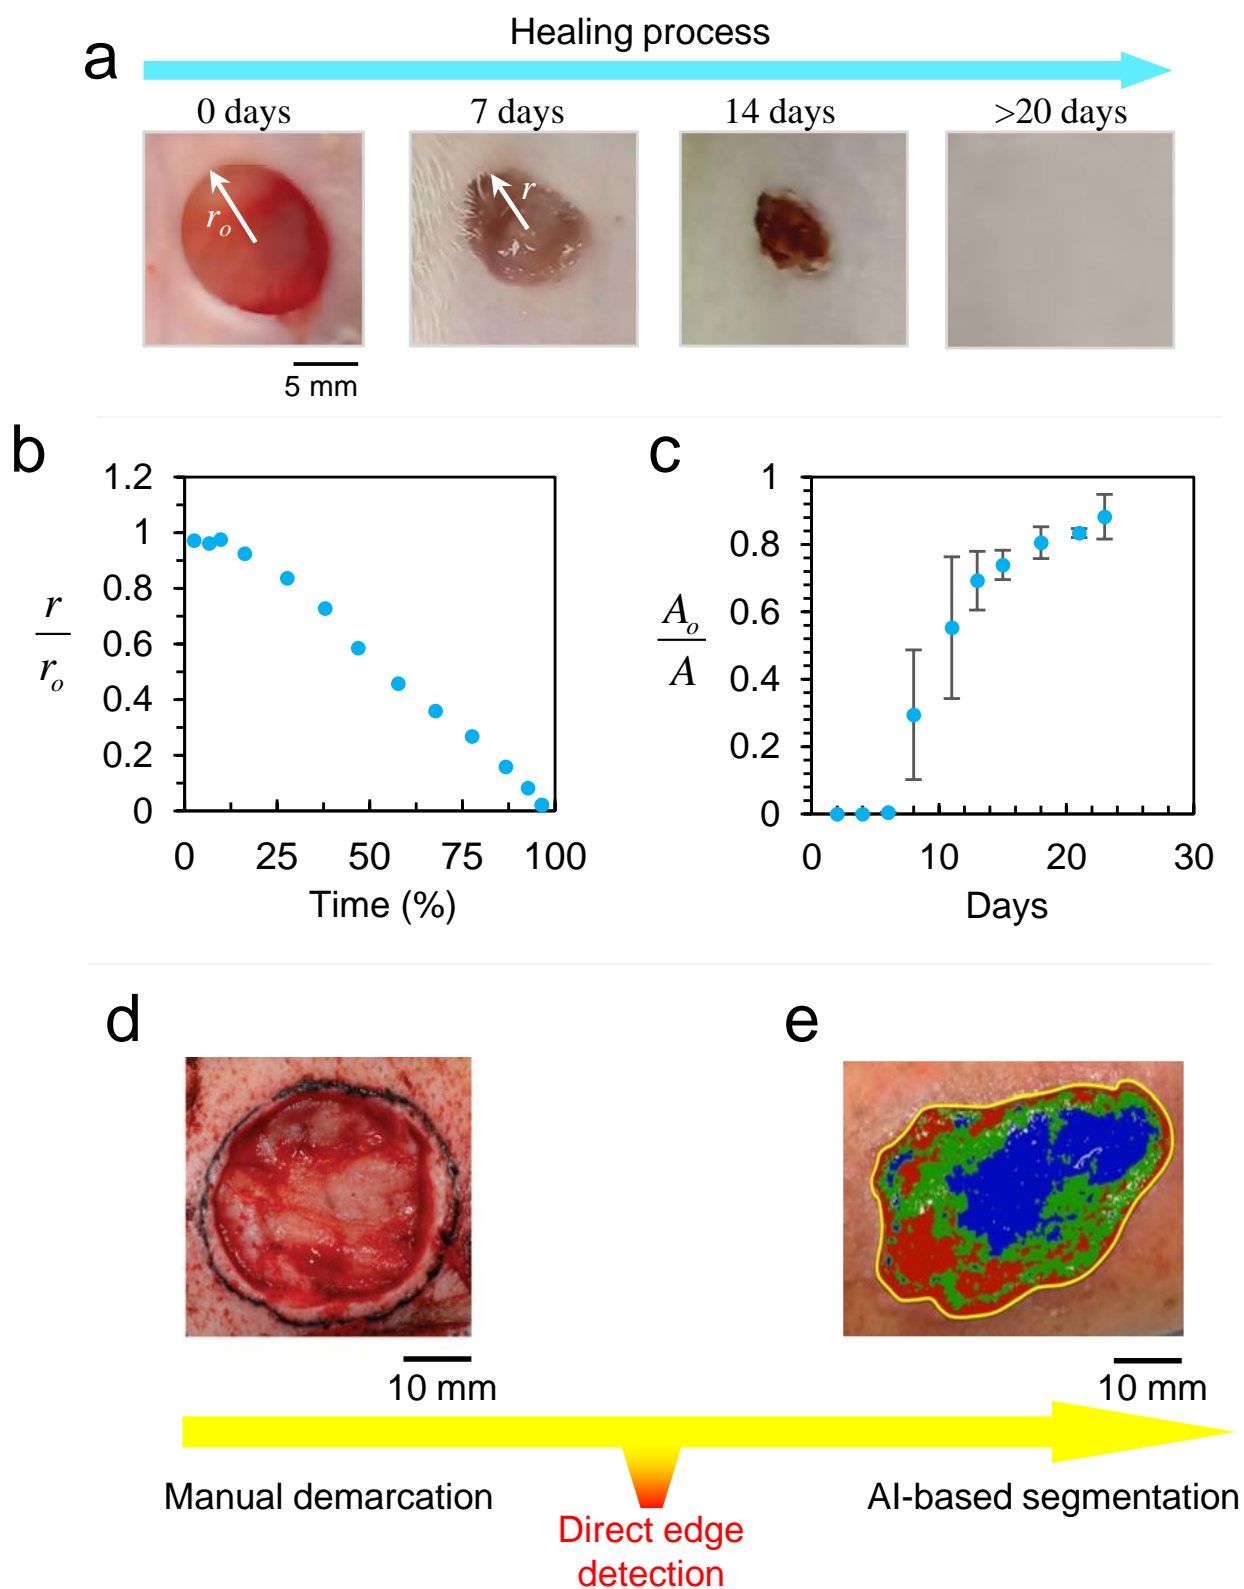 Healing process
a
0 days
7 days
14 days
>20 days
r_o
r
5 mm
b
1.2
1
0.8
0.6
0.4
0.2
0
r
r_o
0 25 50 75 100
Time (%)
c
1
0.8
0.6
0.4
0.2
0
A_o
A
0 10 20 30
Days
d
e
10 mm
10 mm
Manual demarcation
AI-based segmentation
Direct edge
detection